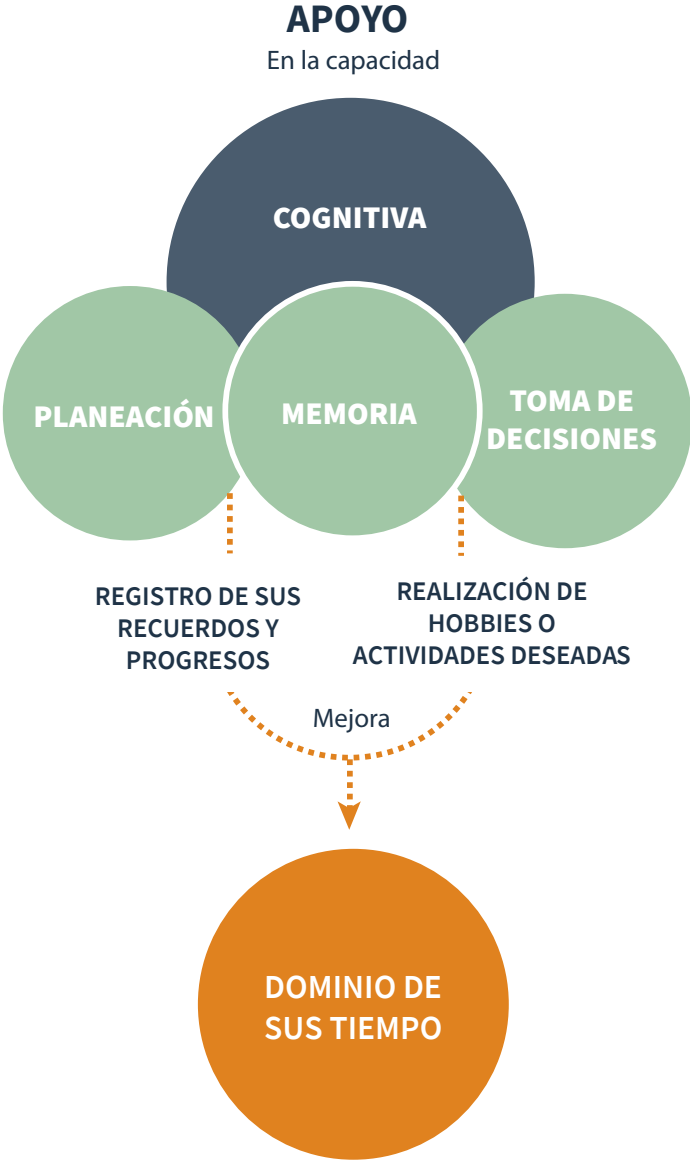 APOYO
En la capacidad
COGNITIVA
PLANEACIÓN
MEMORIA
TOMA DE
DECISIONES
REGISTRO DE SUS
RECUERDOS Y
PROGRESOS
REALIZACIÓN DE
HOBBIES O
ACTIVIDADES DESEADAS
Mejora
DOMINIO DE
SUS TIEMPO